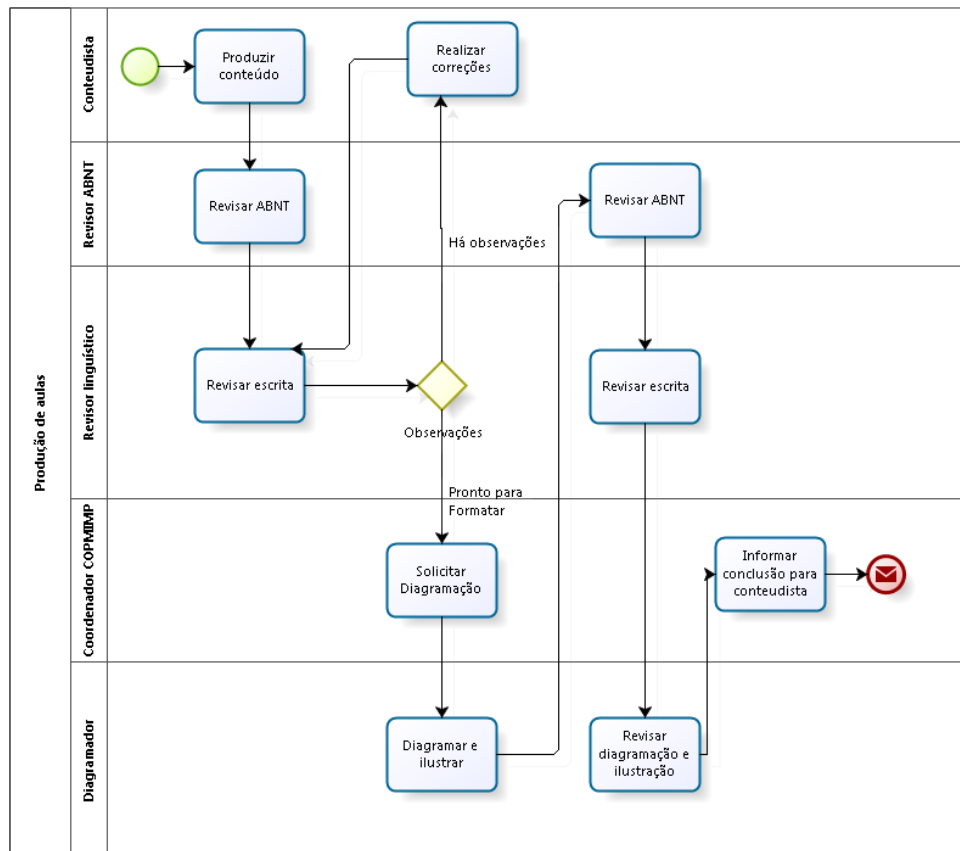 Produção de aulas
Conteudista
Produzir
conteúdo
Realizar
correções
Revisor ABNT
Revisar ABNT
Revisar ABNT
Há observações
Revisor linguístico
Revisar escrita
Observações
Revisar escrita
Pronto para
Formatar
Coordenador COPMIMP
Solicitar
Diagramação
Informar
conclusão para
conteudista
Diagramador
Diagramar e
ilustrar
Revisar
diagramação e
ilustração